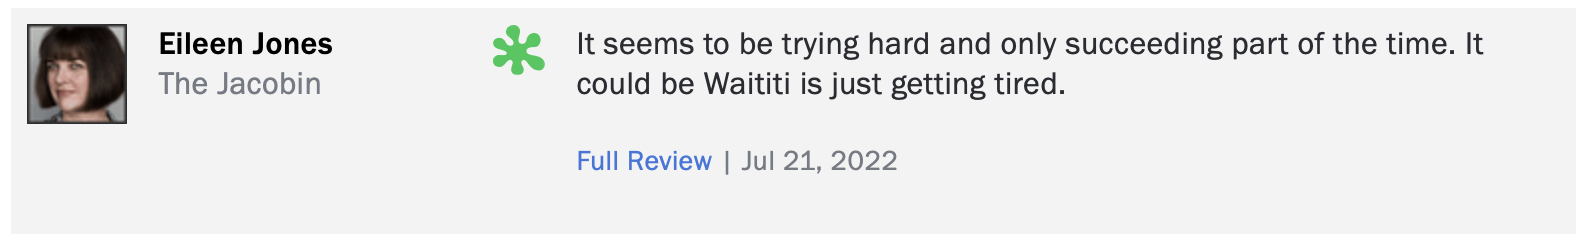 Eileen Jones
The Jacobin
It seems to be trying hard and only succeeding part of the time. It
could be Waititi is just getting tired.
Full Review | Jul 21, 2022